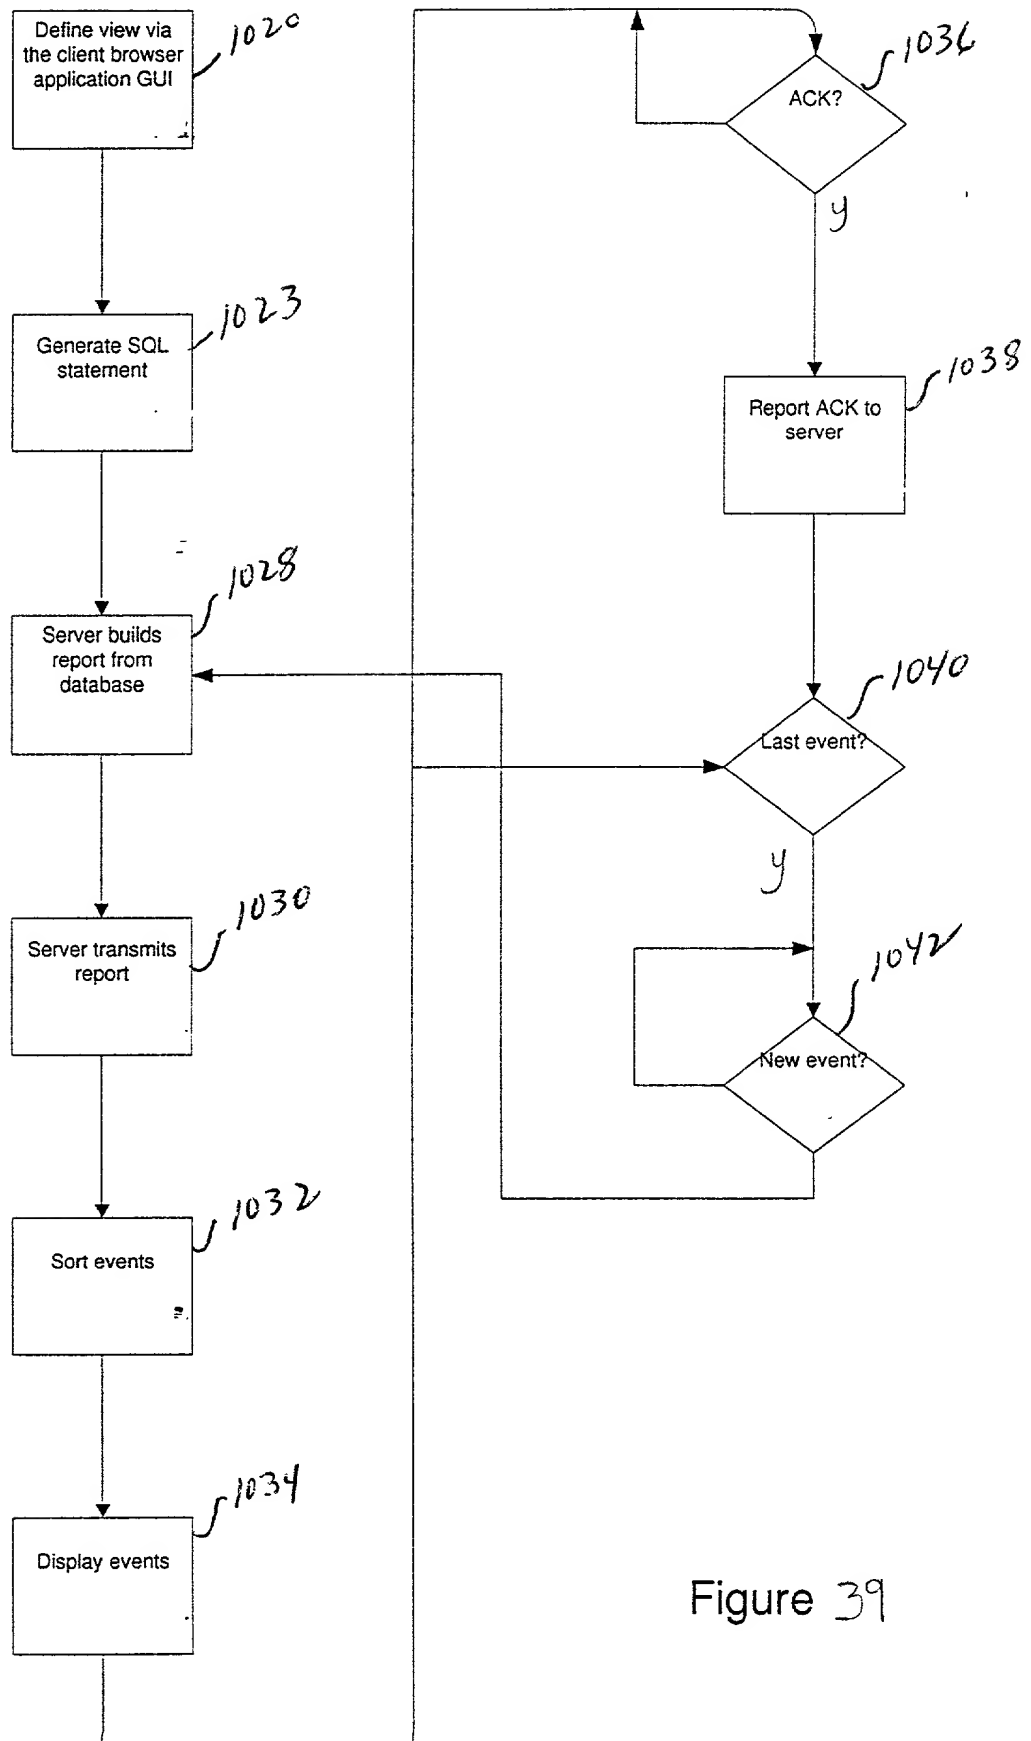 Define view via
the client browser
application GUI
1020
Generate SQL
statement
1023
Server builds
report from
database
1028
Server transmits
report
1030
Sort events
1032
Display events
1034
ACK?
1036
y
Report ACK to
server
1038
Last event?
1040
y
New event?
1042
Figure 39